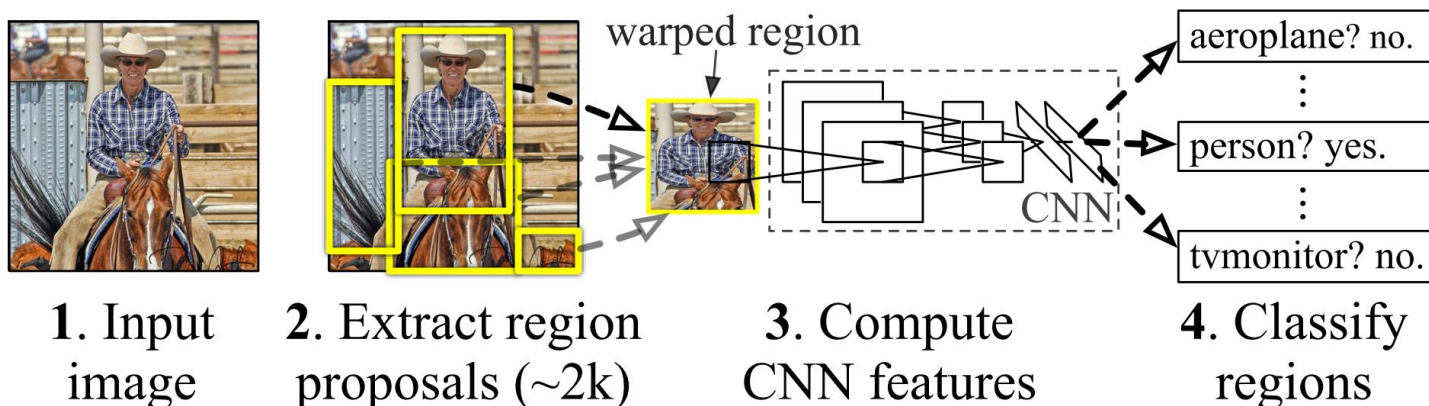 warped region
aeroplane? no.
person? yes.
CNN
tvmonitor? no.
1. Input
image
2. Extract region
proposals (~2k)
3. Compute
CNN features
4. Classify
regions